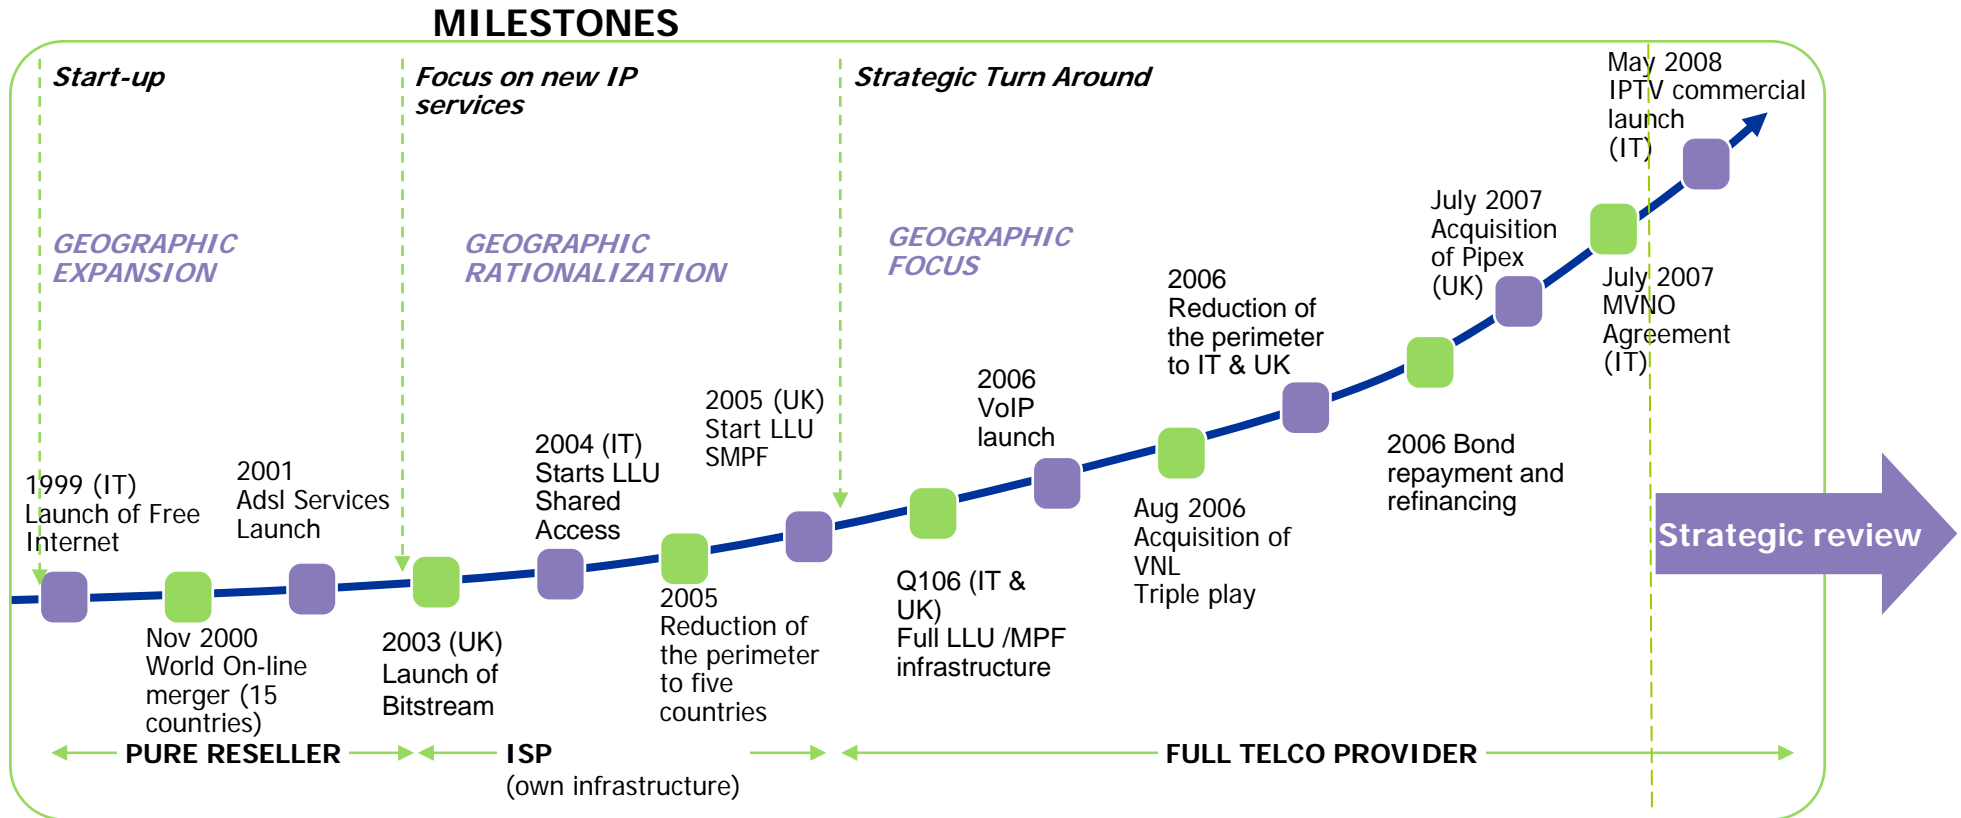 MILESTONES
Start-up
Focus on new IP
services
Strategic Turn Around
GEOGRAPHIC
EXPANSION
GEOGRAPHIC
RATIONALIZATION
GEOGRAPHIC
FOCUS
1999 (IT)
Launch of Free
Internet
Nov 2000
World On-line
merger (15
countries)
2001
Adsl Services
Launch
2003 (UK)
Launch of
Bitstream
2004 (IT)
Starts LLU
Shared
Access
2005
Reduction of
the perimeter
to five
countries
2005 (UK)
Start LLU
SMPF
Q106 (IT &
UK)
Full LLU /MPF
infrastructure
2006
VoIP
launch
Aug 2006
Acquisition of
VNL
Triple play
2006
Reduction of
the perimeter
to IT & UK
2006 Bond
repayment and
refinancing
July 2007
Acquisition
of Pipex
(UK)
July 2007
MVNO
Agreement
(IT)
May 2008
IPTV commercial
launch
(IT)
Strategic review
PURE RESELLER
ISP
(own infrastructure)
FULL TELCO PROVIDER